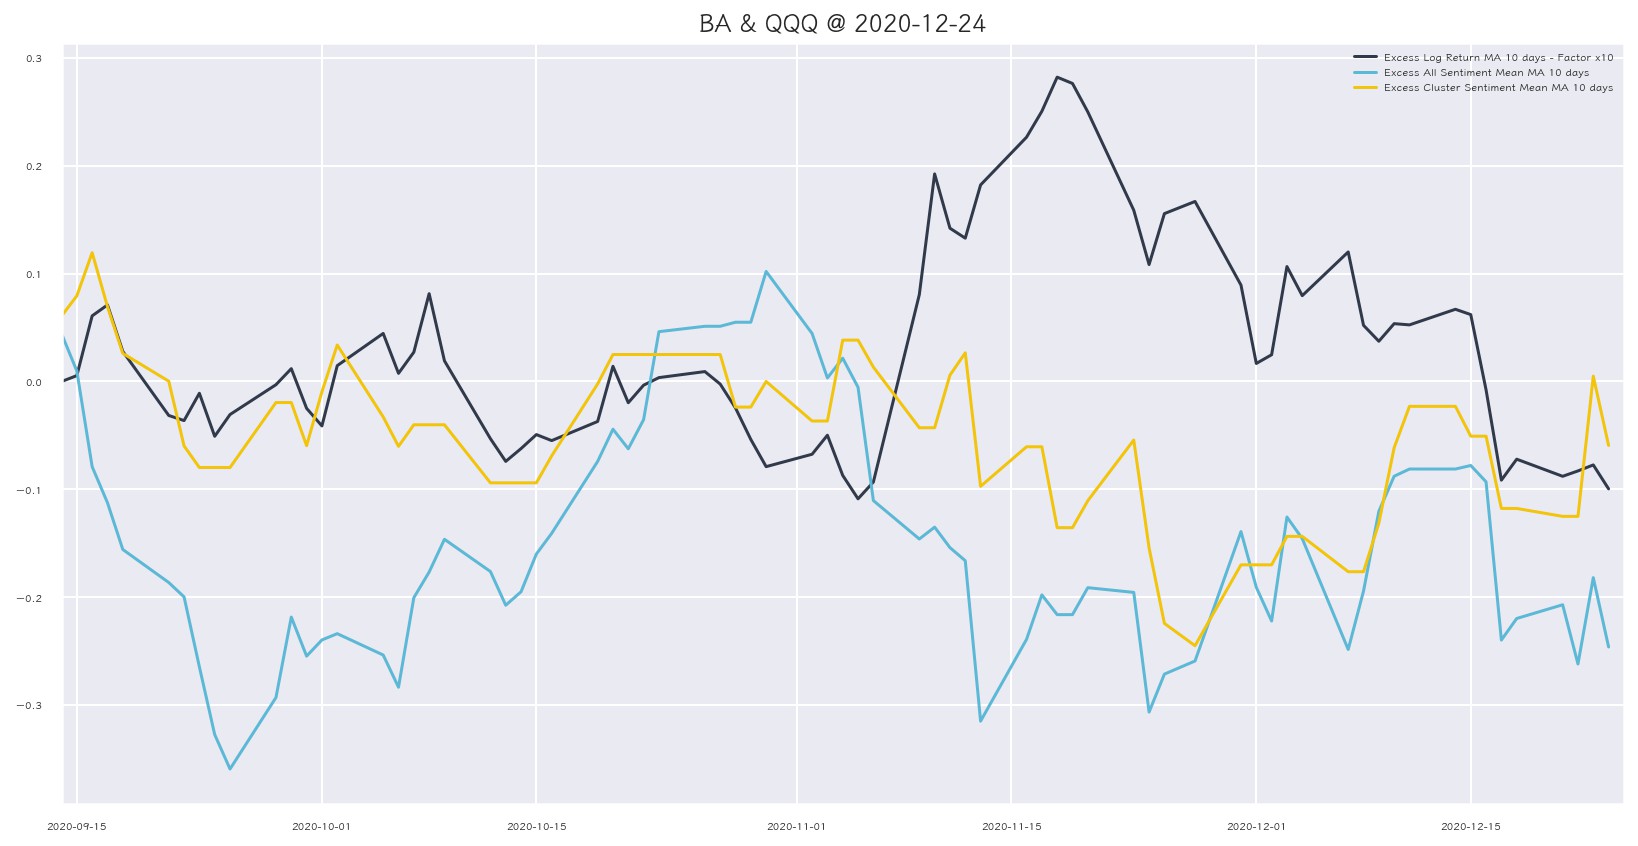 BA & QQQ @ 2020-12-24
Excess Log Return MA 10 days - Factor x10
Excess All Sentiment Mean MA 10 days
Excess Cluster Sentiment Mean MA 10 days
0.3
0.2
0.1
0.0
−0.1
−0.2
−0.3
2020-09-15 2020-10-01 2020-10-15 2020-11-01 2020-11-15 2020-12-01 2020-12-15